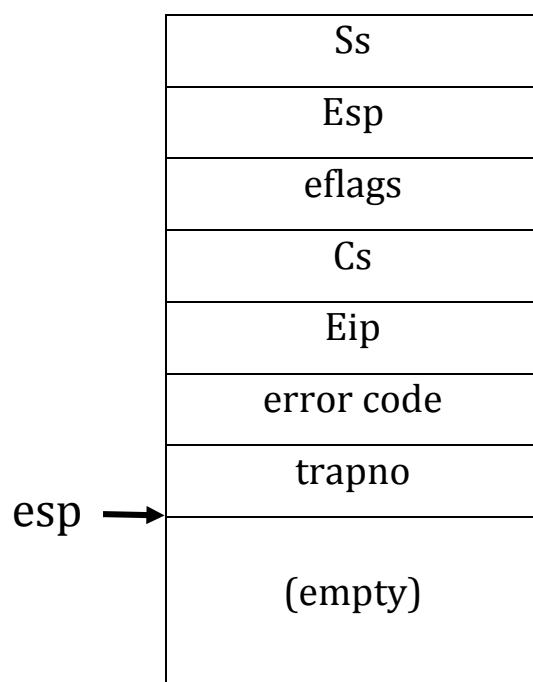 Ss
Esp
eflags
Cs
Eip
error code
trapno
esp
(empty)